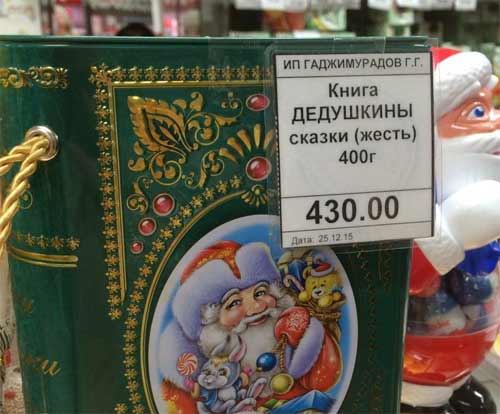 ИП ГАДЖИМУРАДОВ Г.Г.
Книга
ДЕДУШКИНЫ
сказки (жесть)
400г
430.00
Дата: 25.12.15